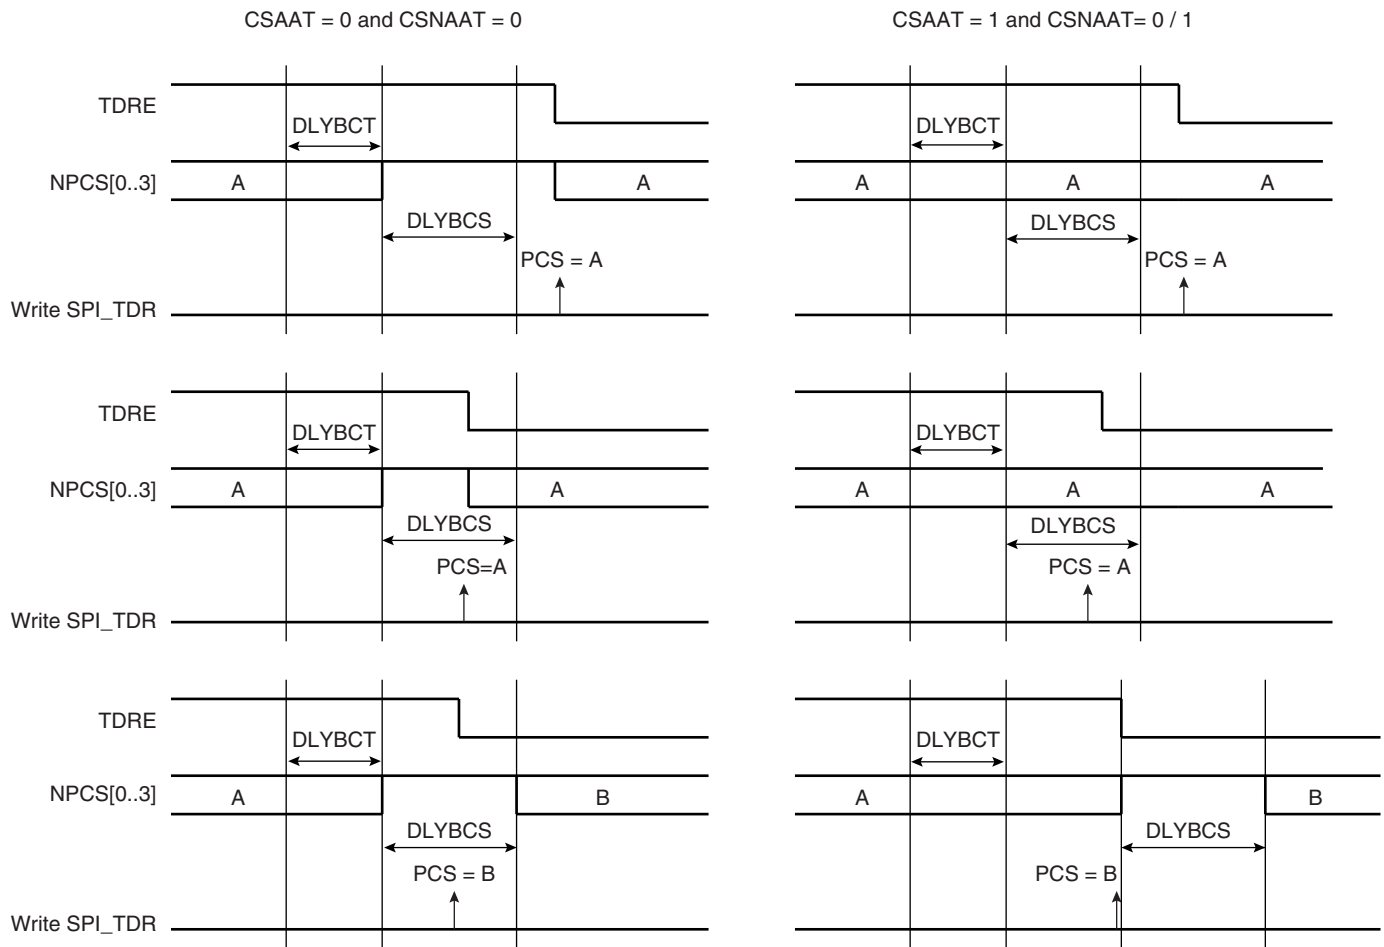 CSAAT = 0 and CSNAAT = 0
CSAAT = 1 and CSNAAT= 0 / 1
TDRE
DLYBCT
DLYBCT
NPCS[0..3]
A
A
A
A
A
DLYBCS
DLYBCS
PCS = A
PCS = A
Write SPI_TDR
TDRE
DLYBCT
DLYBCT
NPCS[0..3]
A
A
A
A
A
DLYBCS
DLYBCS
PCS=A
PCS = A
Write SPI_TDR
TDRE
DLYBCT
DLYBCT
NPCS[0..3]
A
B
A
B
DLYBCS
DLYBCS
PCS = B
PCS = B
Write SPI_TDR